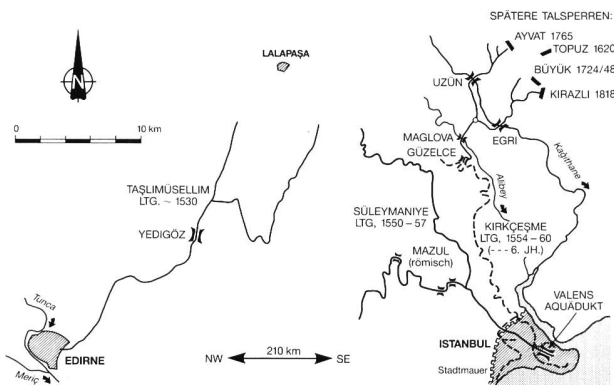 N
0
10 km
LALAPAŞA
TAŞLIMÜSELLIM
LTG. ~ 1530
YEDIGÖZ
Tunca
EDIRNE
Meriç
NW
210 km
SE
SPÄTERE TALSPERREN:
AYVAT 1765
TOPUZ 1620
BÜYÜK 1724/48
KIRAZLI 1818
UZÜN
MAGLOVA
GÜZELCE
EGRI
Kağithane
Alibey
SÜLEYMANIYE
LTG, 1550 – 57
KIRKÇEŞME
LTG, 1554 – 60
(--- 6. JH.)
MAZUL
(römisch)
VALENS
AQUÄDUKT
ISTANBUL
Stadtmauer